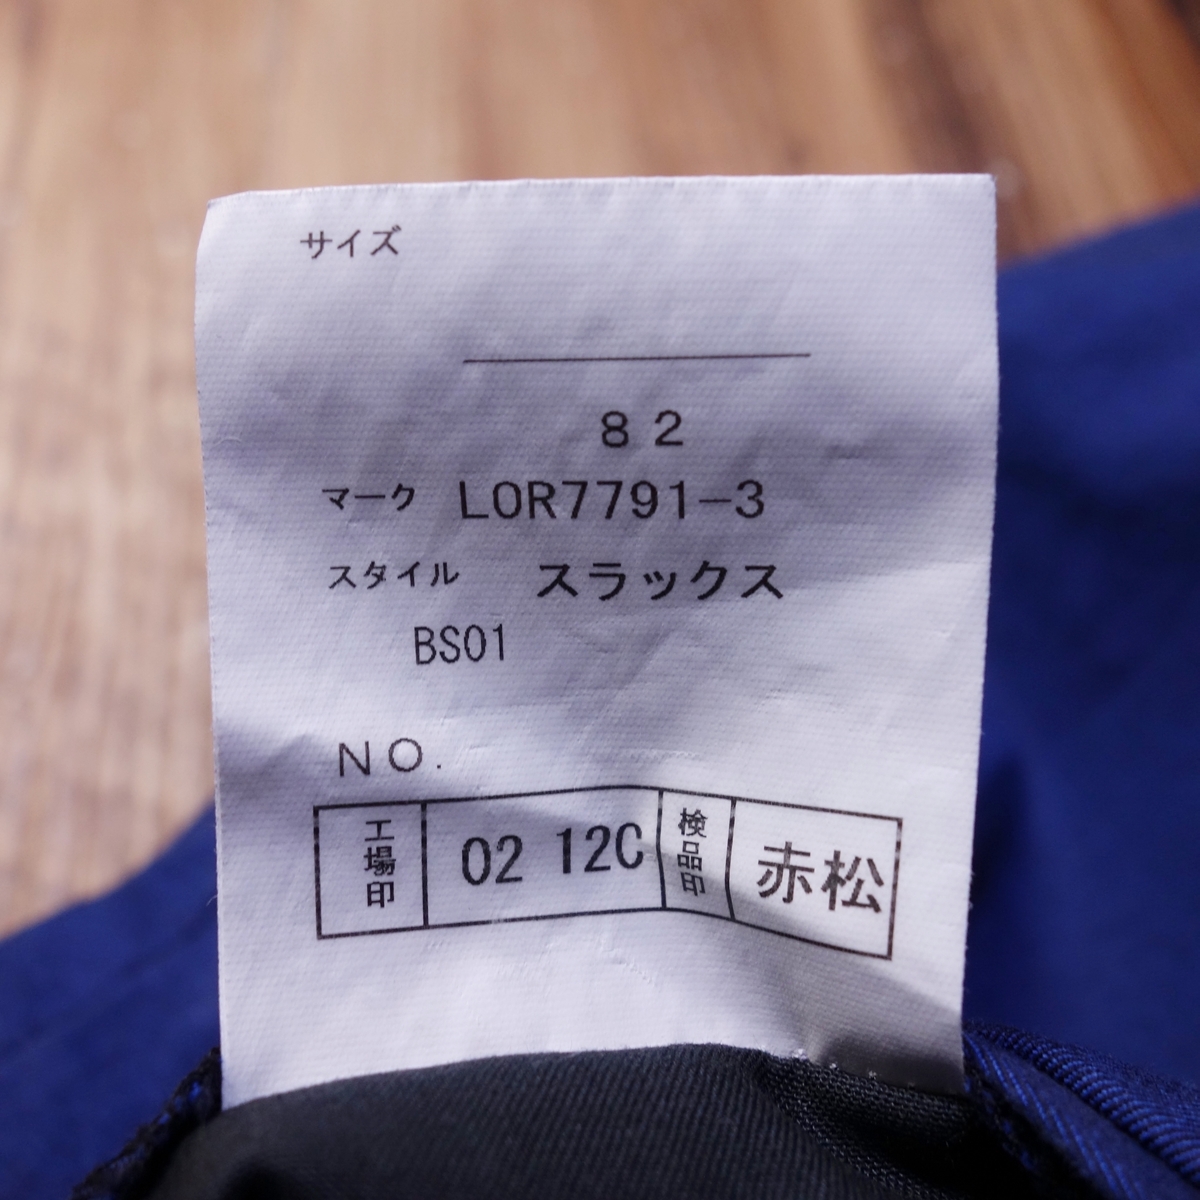 サイズ
82
マーク LOR7791-3
スタイル スラックス
BS01
NO.
工場印 02 12C 検品印 赤松